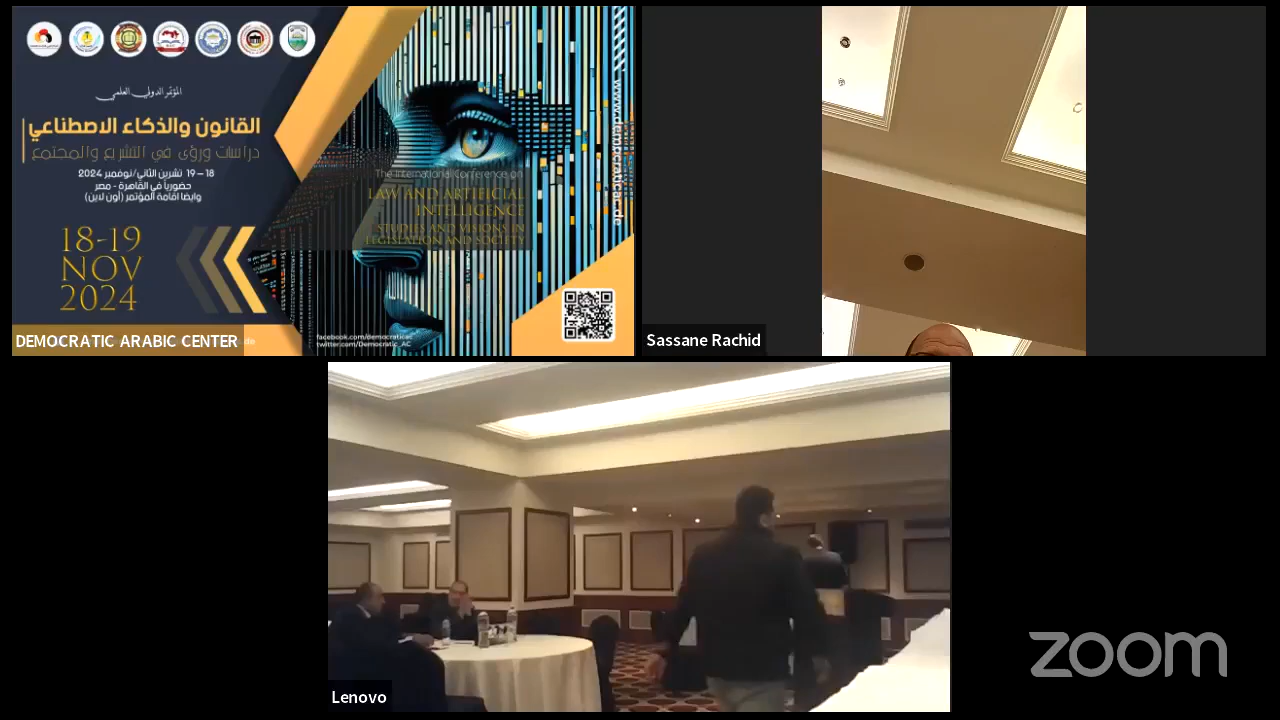 المؤتمر الدولي العلمي
القانون والذكاء الاصطناعي
دراسات ورؤى في التشريع والمجتمع
18 – 19 تشرين الثاني/نوفمبر 2024
حضورياً في القاهرة - مصر
وايضا اقامة المؤتمر (أون لاين)
18-19
NOV
2024
The International Conference on
LAW AND ARTIFICIAL
INTELLIGENCE
STUDIES AND VISIONS IN
LEGISLATION AND SOCIETY
www.democraticac.de
facebook.com/democraticac
twitter.com/Democratic_AC
DEMOCRATIC ARABIC CENTER
Sassane Rachid
Lenovo
zoom